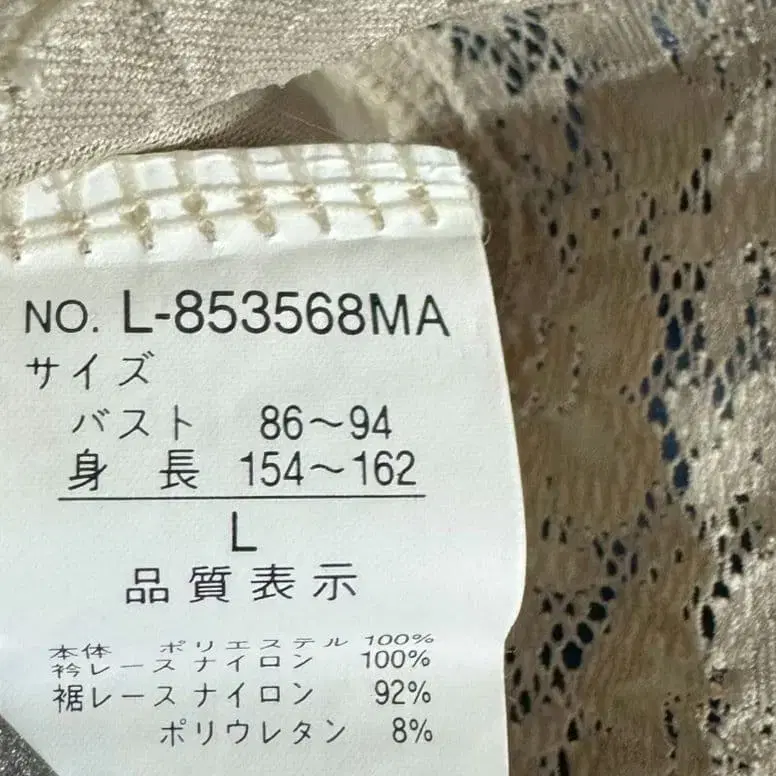 NO. L-853568MA
サイズ
バスト 86～94
身長 154～162
L
品質表示
本体 ポリエステル 100%
衿レースナイロン 100%
裾レースナイロン 92%
ポリウレタン 8%